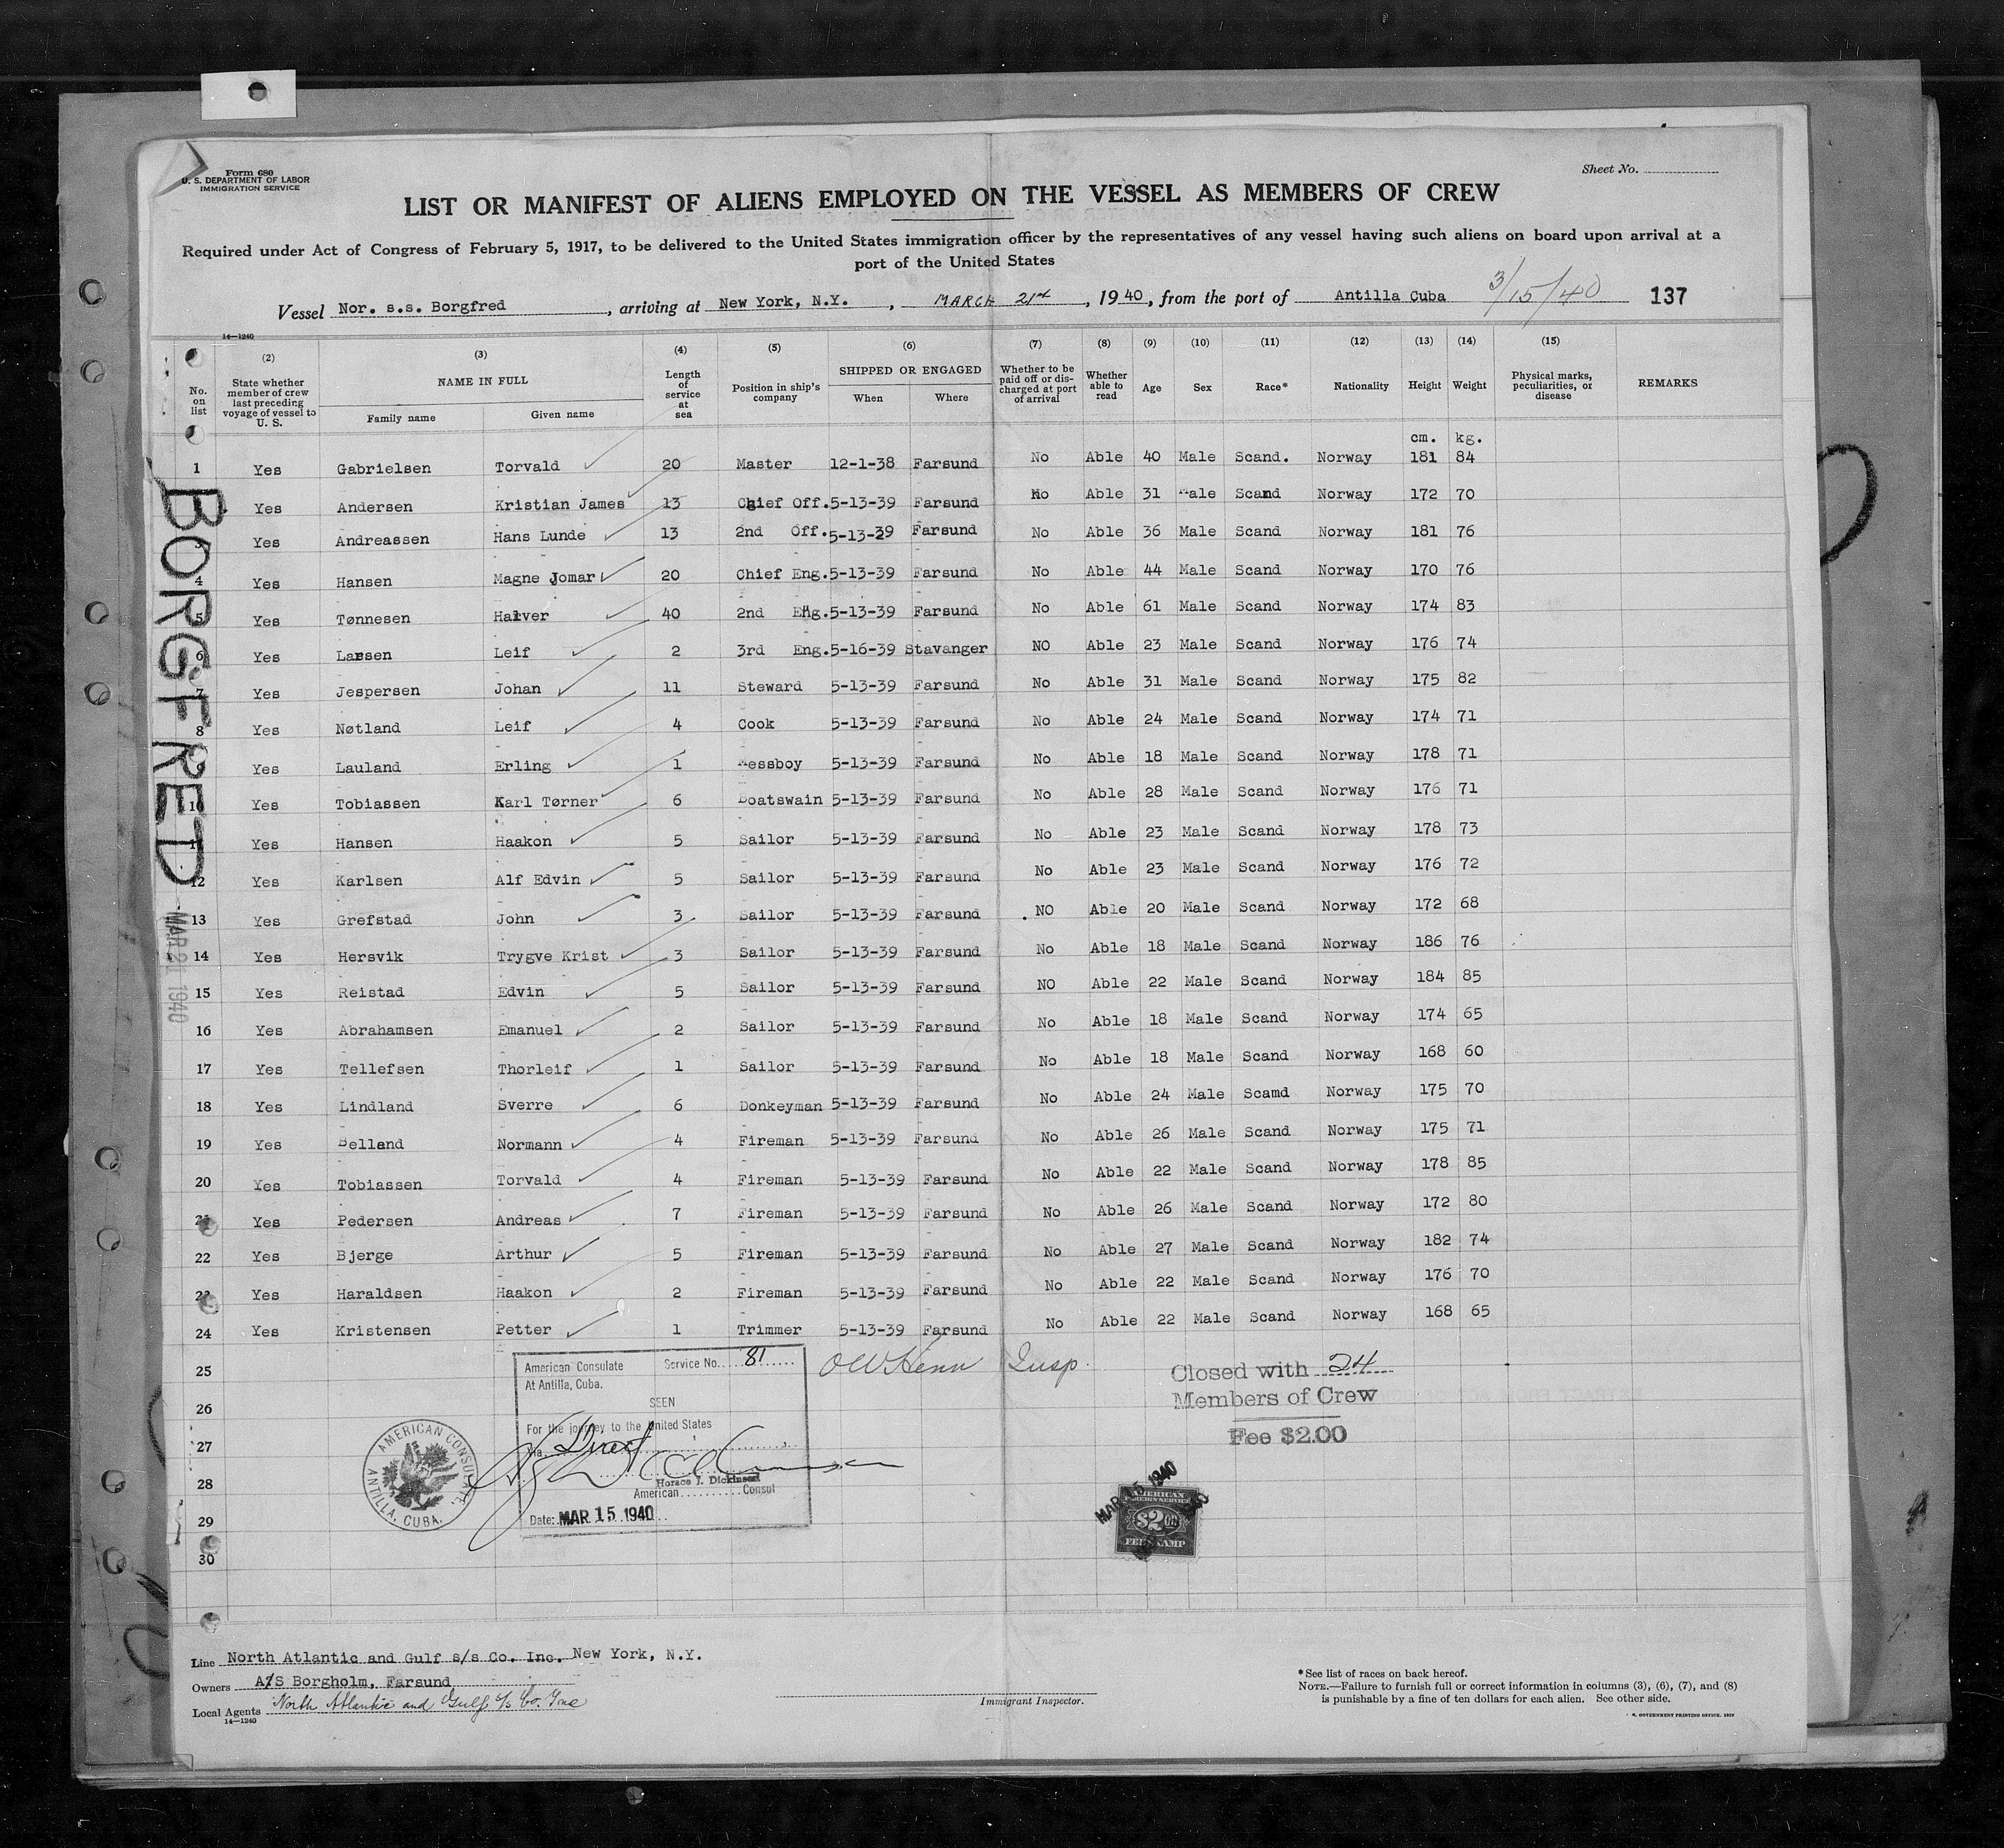 Form 680
U. S. DEPARTMENT OF LABOR
IMMIGRATION SERVICE
Sheet No.
LIST OR MANIFEST OF ALIENS EMPLOYED ON THE VESSEL AS MEMBERS OF CREW
Required under Act of Congress of February 5, 1917, to be delivered to the United States immigration officer by the representatives of any vessel having such aliens on board upon arrival at a
port of the United States
Vessel Nor. s.s. Borgfred, arriving at New York, N.Y., MARCH 21st, 1940, from the port of Antilla Cuba 3/15/40 137
14—1240
No. on list (2) State whether member of crew last preceding voyage of vessel to U. S. (3) NAME IN FULL Family name Given name (4) Length of service at sea (5) Position in ship's company (6) SHIPPED OR ENGAGED When Where (7) Whether to be paid off or discharged at port of arrival (8) Whether able to read (9) Age (10) Sex (11) Race* (12) Nationality (13) Height (14) Weight (15) Physical marks, peculiarities, or disease REMARKS
cm. kg.
1 Yes Gabrielsen Torvald 20 Master 12-1-38 Farsund No Able 40 Male Scand. Norway 181 84
Yes Andersen Kristian James 13 Chief Off. 5-13-39 Farsund No Able 31 Male Scand Norway 172 70
3 Yes Andreassen Hans Lunde 13 2nd Off. 5-13-39 Farsund No Able 36 Male Scand Norway 181 76
4 Yes Hansen Magne Jomar 20 Chief Eng. 5-13-39 Farsund No Able 44 Male Scand Norway 170 76
5 Yes Tønnesen Halver 40 2nd Eng. 5-13-39 Farsund No Able 61 Male Scand Norway 174 83
6 Yes Larsen Leif 2 3rd Eng. 5-16-39 Stavanger NO Able 23 Male Scand Norway 176 74
7 Yes Jespersen Johan 11 Steward 5-13-39 Farsund No Able 31 Male Scand Norway 175 82
8 Yes Nøtland Leif 4 Cook 5-13-39 Farsund No Able 24 Male Scand Norway 174 71
9 Yes Lauland Erling 1 Messboy 5-13-39 Farsund No Able 18 Male Scand Norway 178 71
10 Yes Tobiassen Karl Tørner 6 Boatswain 5-13-39 Farsund No Able 28 Male Scand Norway 176 71
11 Yes Hansen Haakon 5 Sailor 5-13-39 Farsund No Able 23 Male Scand Norway 178 73
12 Yes Karlsen Alf Edvin 5 Sailor 5-13-39 Farsund No Able 23 Male Scand Norway 176 72
13 Yes Grefstad John 3 Sailor 5-13-39 Farsund NO Able 20 Male Scand Norway 172 68
14 Yes Hersvik Trygve Krist 3 Sailor 5-13-39 Farsund No Able 18 Male Scand Norway 186 76
15 Yes Reistad Edvin 5 Sailor 5-13-39 Farsund NO Able 22 Male Scand Norway 184 85
16 Yes Abrahamsen Emanuel 2 Sailor 5-13-39 Farsund No Able 18 Male Scand Norway 174 65
17 Yes Tellefsen Thorleif 1 Sailor 5-13-39 Farsund No Able 18 Male Scand Norway 168 60
18 Yes Lindland Sverre 6 Donkeyman 5-13-39 Farsund No Able 24 Male Scamd Norway 175 70
19 Yes Belland Normann 4 Fireman 5-13-39 Farsund No Able 26 Male Scand Norway 175 71
20 Yes Tobiassen Torvald 4 Fireman 5-13-39 Farsund No Able 22 Male Scand Norway 178 85
21 Yes Pedersen Andreas 7 Fireman 5-13-39 Farsund No Able 26 Male Scand Norway 172 80
22 Yes Bjerge Arthur 5 Fireman 5-13-39 Farsund No Able 27 Male Scand Norway 182 74
23 Yes Haraldsen Haakon 2 Fireman 5-13-39 Farsund No Able 22 Male Scand Norway 176 70
24 Yes Kristensen Petter 1 Trimmer 5-13-39 Farsund No Able 22 Male Scand Norway 168 65
25
26
27
28
29
30
BORGFRED
MAR 21 1940
American Consulate Service No. 81
At Antilla, Cuba.
SEEN
For the journey to the United States
Via Direct
Horace J. Dickinson
American Consul
Date: MAR 15 1940
AMERICAN CONSULATE, ANTILLA, CUBA.
Insp.
Closed with 24
Members of Crew
Fee $2.00
MAR 15 1940
AMERICAN
FOREIGN SERVICE
$2.00
FEE STAMP
Line North Atlantic and Gulf s/s Co. Inc. New York, N.Y.
Owners A/S Borgholm, Farsund
Local Agents North Atlantic and Gulf s/s Co. Inc
14—1240
Immigrant Inspector.
*See list of races on back hereof.
NOTE.—Failure to furnish full or correct information in columns (3), (6), (7), and (8)
is punishable by a fine of ten dollars for each alien. See other side.
GOVERNMENT PRINTING OFFICE